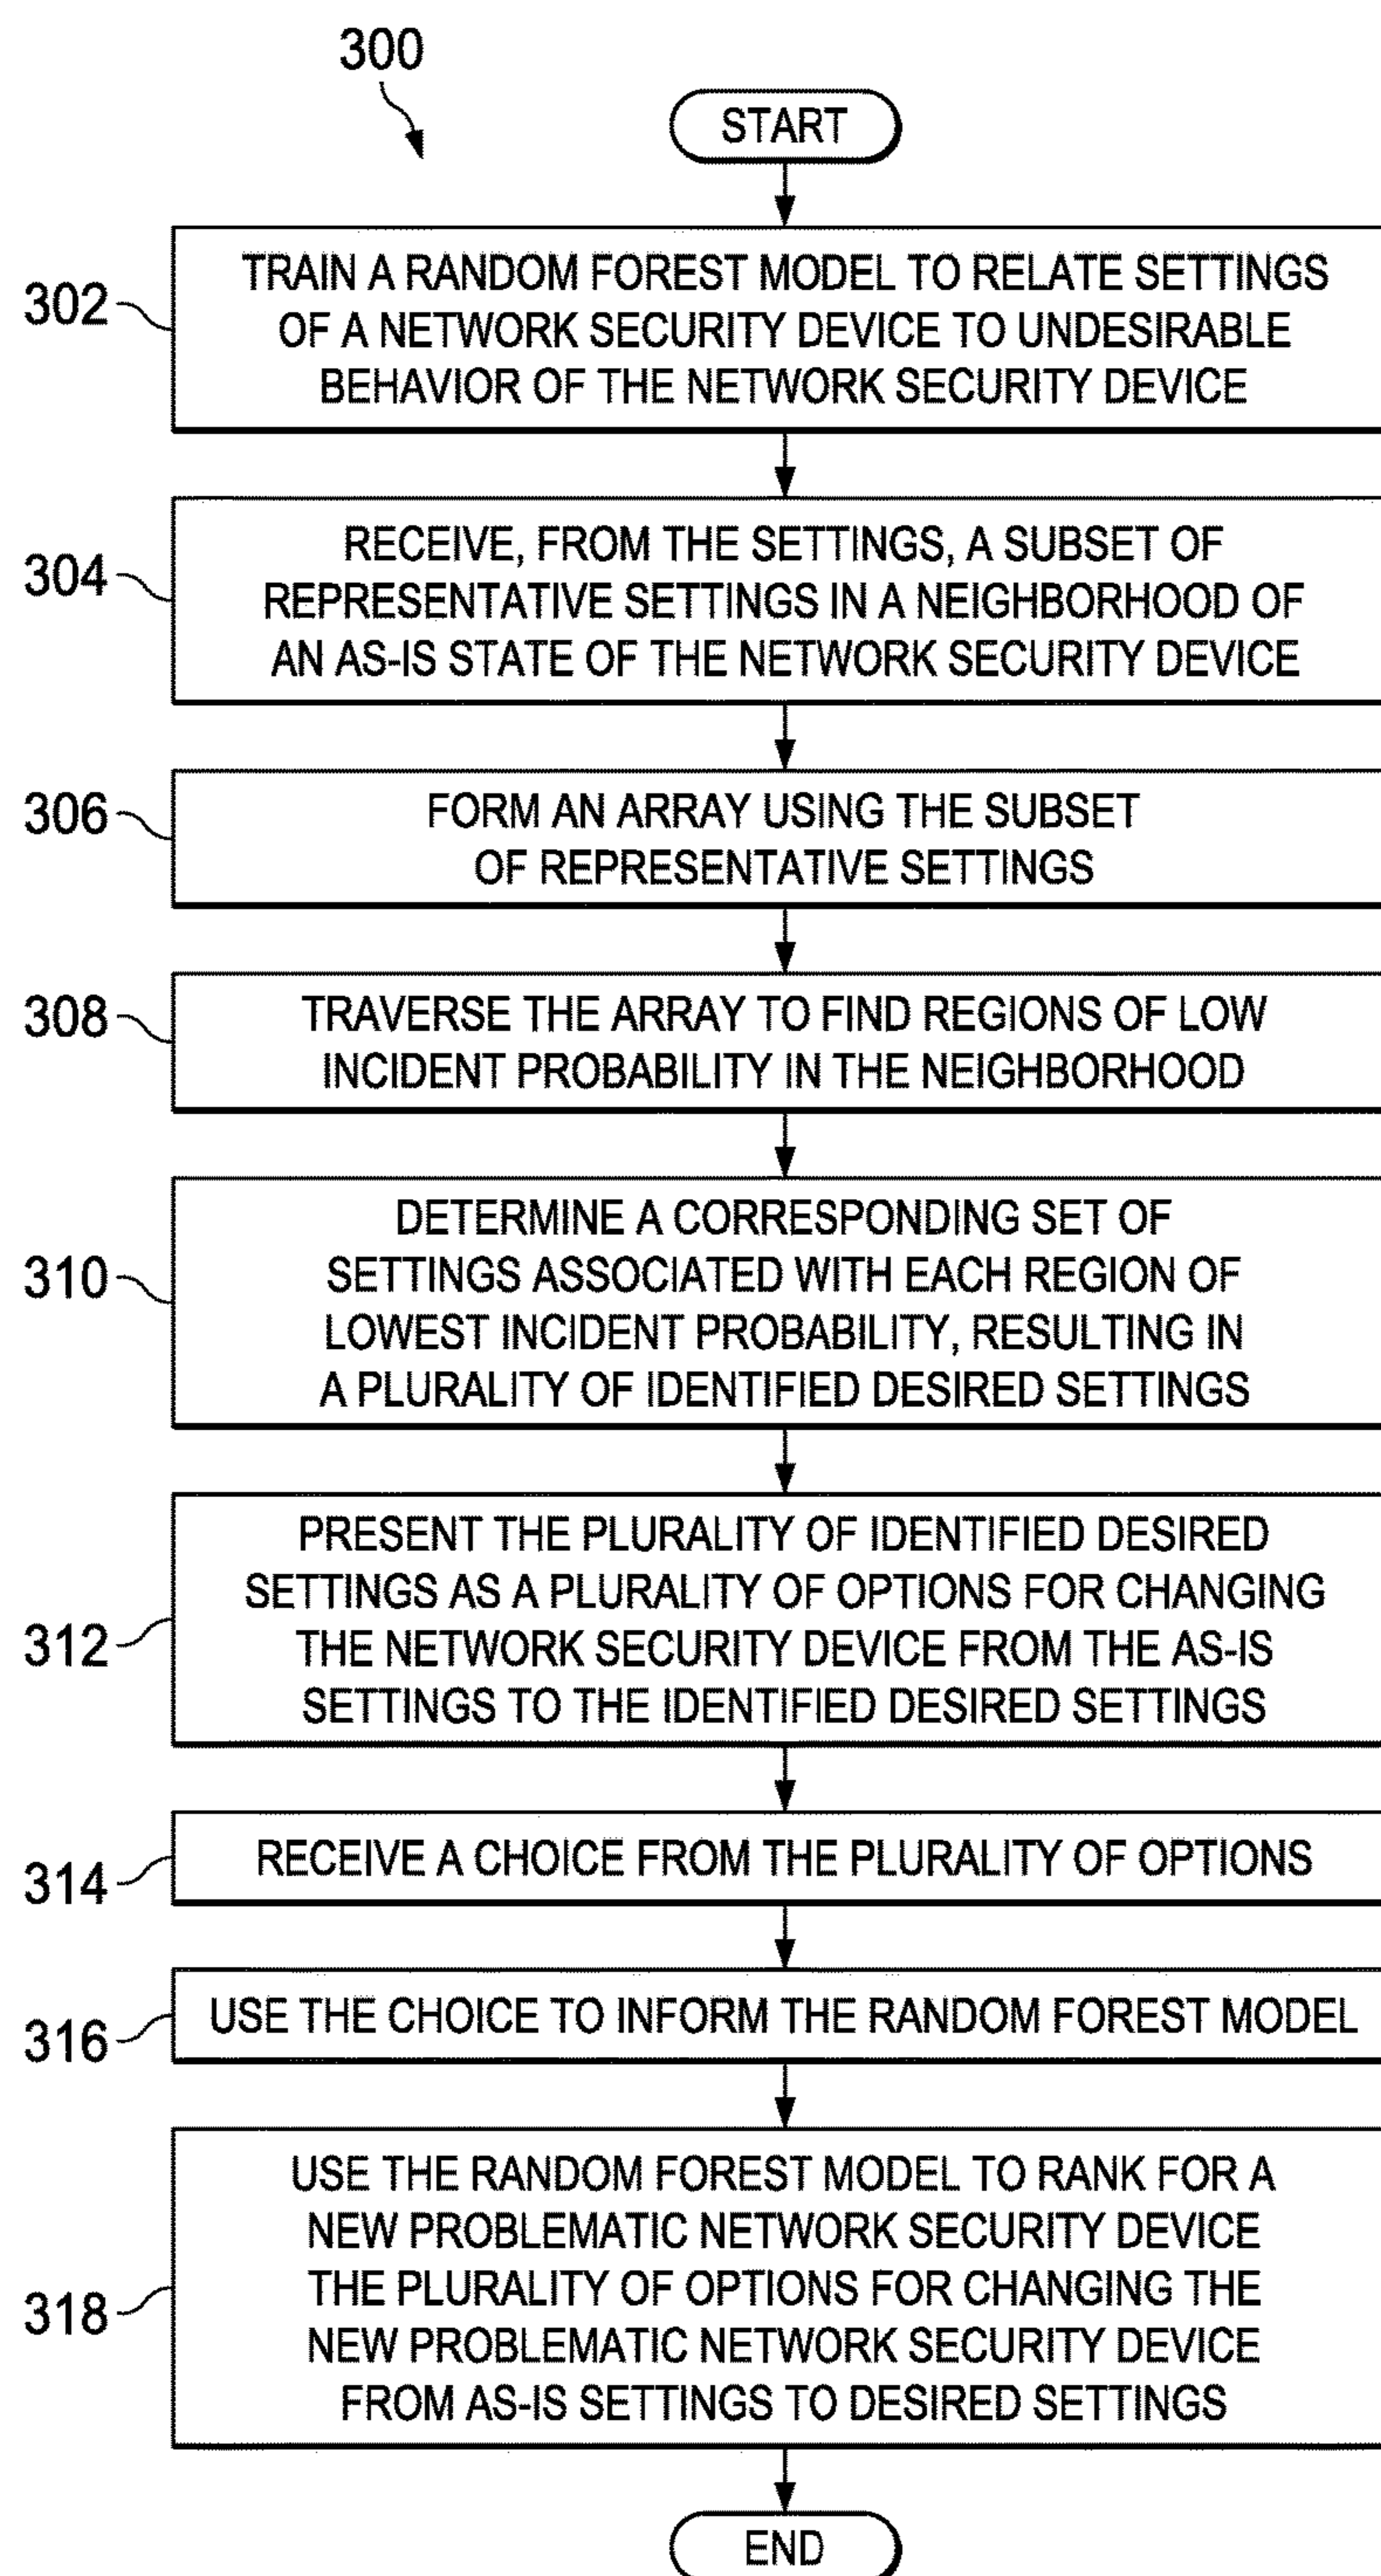 300
START
302
TRAIN A RANDOM FOREST MODEL TO RELATE SETTINGS
OF A NETWORK SECURITY DEVICE TO UNDESIRABLE
BEHAVIOR OF THE NETWORK SECURITY DEVICE
304
RECEIVE, FROM THE SETTINGS, A SUBSET OF
REPRESENTATIVE SETTINGS IN A NEIGHBORHOOD OF
AN AS-IS STATE OF THE NETWORK SECURITY DEVICE
306
FORM AN ARRAY USING THE SUBSET
OF REPRESENTATIVE SETTINGS
308
TRAVERSE THE ARRAY TO FIND REGIONS OF LOW
INCIDENT PROBABILITY IN THE NEIGHBORHOOD
310
DETERMINE A CORRESPONDING SET OF
SETTINGS ASSOCIATED WITH EACH REGION OF
LOWEST INCIDENT PROBABILITY, RESULTING IN
A PLURALITY OF IDENTIFIED DESIRED SETTINGS
312
PRESENT THE PLURALITY OF IDENTIFIED DESIRED
SETTINGS AS A PLURALITY OF OPTIONS FOR CHANGING
THE NETWORK SECURITY DEVICE FROM THE AS-IS
SETTINGS TO THE IDENTIFIED DESIRED SETTINGS
314
RECEIVE A CHOICE FROM THE PLURALITY OF OPTIONS
316
USE THE CHOICE TO INFORM THE RANDOM FOREST MODEL
318
USE THE RANDOM FOREST MODEL TO RANK FOR A
NEW PROBLEMATIC NETWORK SECURITY DEVICE
THE PLURALITY OF OPTIONS FOR CHANGING THE
NEW PROBLEMATIC NETWORK SECURITY DEVICE
FROM AS-IS SETTINGS TO DESIRED SETTINGS
END